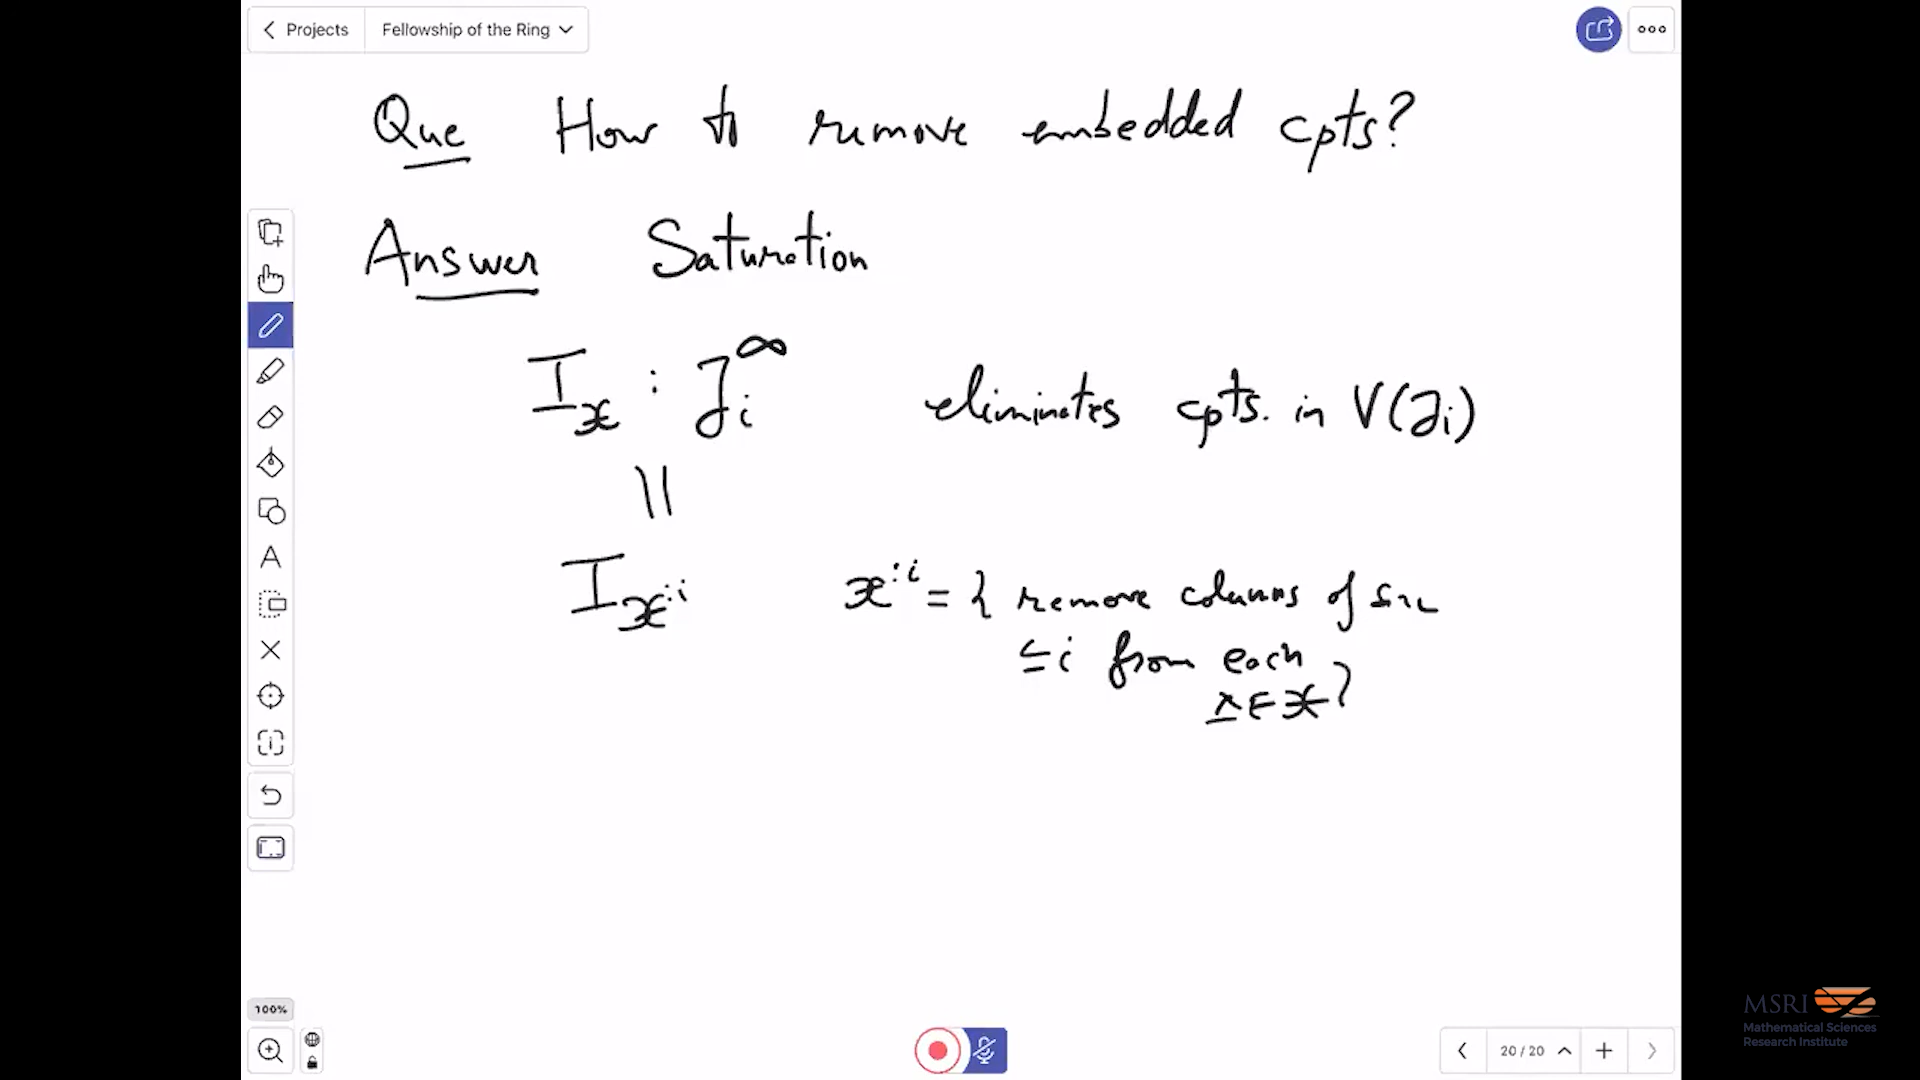 Projects
Fellowship of the Ring
Que How to remove embedded cpts?
Answer Saturation
I_𝒳 : J_i^∞ eliminates cpts. in V(J_i)
||
I_𝒳^{:i} 𝒳^{:i} = { remove columns of size
≤ i from each
λ ∈ 𝒳 }
A
100%
20/20
MSRI
Mathematical Sciences
Research Institute